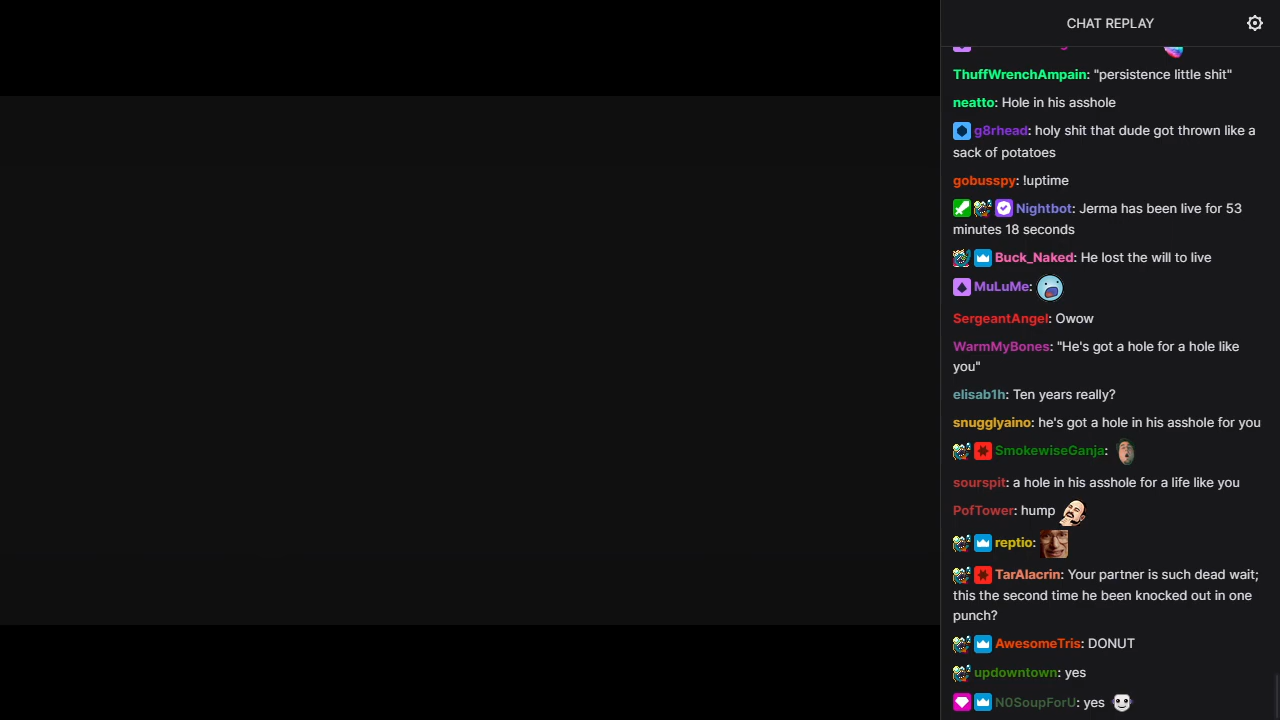 CHAT REPLAY
ThuffWrenchAmpain: "persistence little shit"
neatto: Hole in his asshole
g8rhead: holy shit that dude got thrown like a
sack of potatoes
gobusspy: !uptime
Nightbot: Jerma has been live for 53
minutes 18 seconds
Buck_Naked: He lost the will to live
MuLuMe:
SergeantAngel: Owow
WarmMyBones: "He's got a hole for a hole like
you"
elisab1h: Ten years really?
snugglyaino: he's got a hole in his asshole for you
SmokewiseGanja:
sourspit: a hole in his asshole for a life like you
PofTower: hump
reptio:
TarAlacrin: Your partner is such dead wait;
this the second time he been knocked out in one
punch?
AwesomeTris: DONUT
updowntown: yes
N0SoupForU: yes